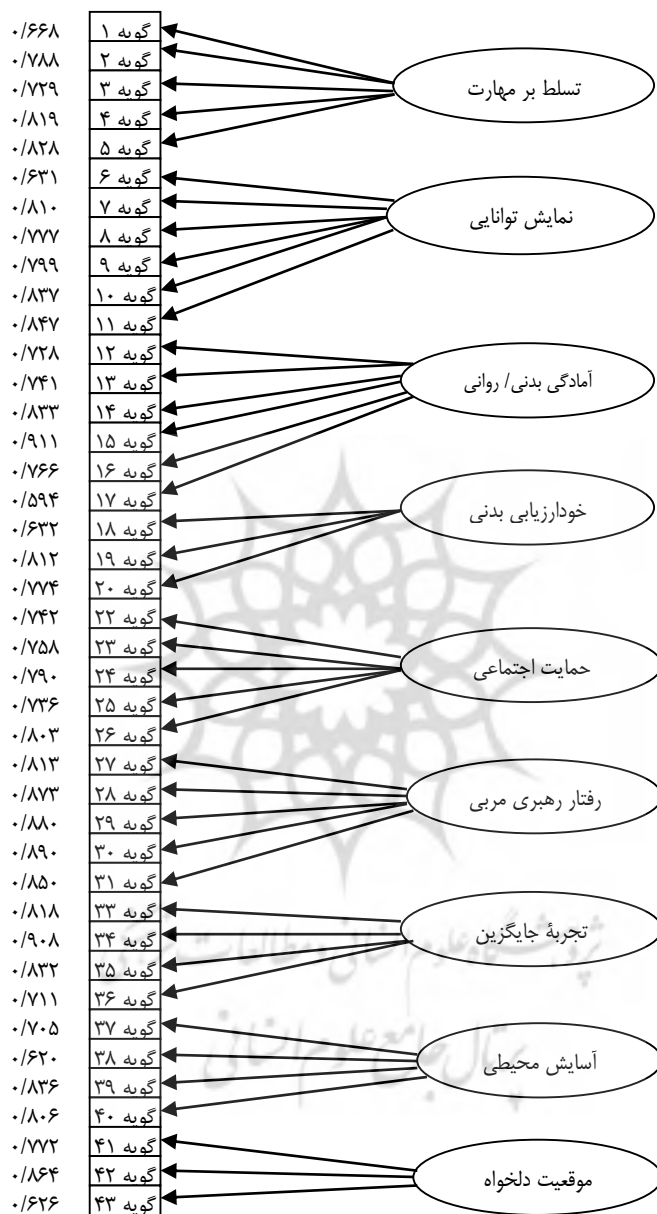 گویه ۱ ۰/۶۶۸
گویه ۲ ۰/۷۸۸
تسلط بر مهارت
گویه ۳ ۰/۷۲۹
گویه ۴ ۰/۸۱۹
گویه ۵ ۰/۸۲۸
گویه ۶ ۰/۶۳۱
گویه ۷ ۰/۸۱۰
نمایش توانایی
گویه ۸ ۰/۷۷۷
گویه ۹ ۰/۷۹۹
گویه ۱۰ ۰/۸۳۷
گویه ۱۱ ۰/۸۴۷
گویه ۱۲ ۰/۷۲۸
گویه ۱۳ ۰/۷۴۱
آمادگی بدنی/ روانی
گویه ۱۴ ۰/۸۳۳
گویه ۱۵ ۰/۹۱۱
گویه ۱۶ ۰/۷۶۶
گویه ۱۷ ۰/۵۹۴
خودارزیابی بدنی
گویه ۱۸ ۰/۶۳۲
گویه ۱۹ ۰/۸۱۲
گویه ۲۰ ۰/۷۷۴
گویه ۲۲ ۰/۷۴۲
گویه ۲۳ ۰/۷۵۸
حمایت اجتماعی
گویه ۲۴ ۰/۷۹۰
گویه ۲۵ ۰/۷۳۶
گویه ۲۶ ۰/۸۰۳
گویه ۲۷ ۰/۸۱۳
گویه ۲۸ ۰/۸۷۳
رفتار رهبری مربی
گویه ۲۹ ۰/۸۸۰
گویه ۳۰ ۰/۸۹۰
گویه ۳۱ ۰/۸۵۰
گویه ۳۳ ۰/۸۱۸
گویه ۳۴ ۰/۹۰۸
تجربهٔ جایگزین
گویه ۳۵ ۰/۸۳۲
گویه ۳۶ ۰/۷۱۱
پژوهشگاه علوم انسانی و مطالعات فرهنگی
گویه ۳۷ ۰/۷۰۵
گویه ۳۸ ۰/۶۲۰
آسایش محیطی
گویه ۳۹ ۰/۸۳۶
گویه ۴۰ ۰/۸۰۶
پرتال جامع علوم انسانی
گویه ۴۱ ۰/۷۷۲
گویه ۴۲ ۰/۸۶۴
موقعیت دلخواه
گویه ۴۳ ۰/۶۲۶